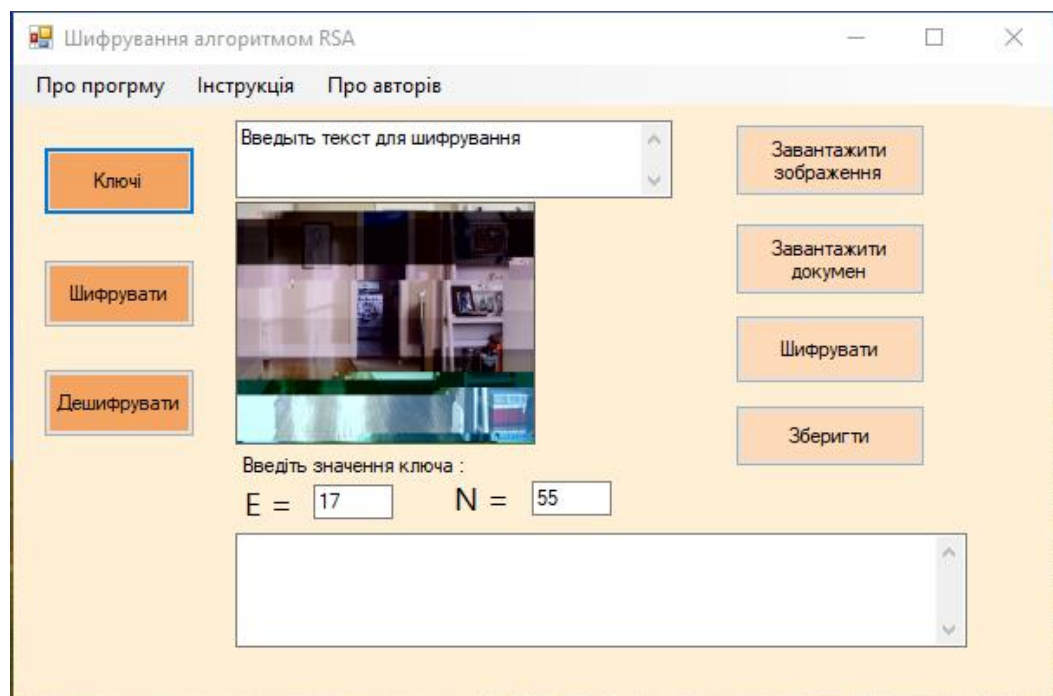 Шифрування алгоритмом RSA
Про прогрму Інструкція Про авторів
Введыть текст для шифрування
Ключі
Шифрувати
Дешифрувати
Завантажити
зображення
Завантажити
докумен
Шифрувати
Зберигти
Введіть значення ключа :
E = 17 N = 55